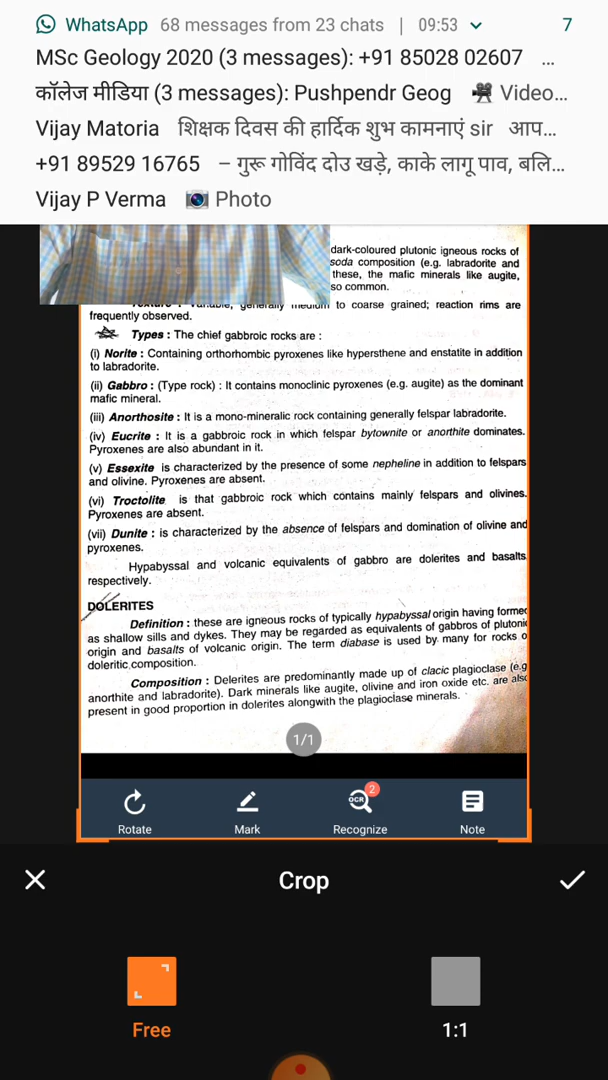 WhatsApp 68 messages from 23 chats | 09:53 7
MSc Geology 2020 (3 messages): +91 85028 02607 ...
कॉलेज मीडिया (3 messages): Pushpendr Geog 🎥 Video...
Vijay Matoria शिक्षक दिवस की हार्दिक शुभ कामनाएं sir आप...
+91 89529 16765 – गुरू गोविंद दोउ खड़े, काके लागू पाव, बलि...
Vijay P Verma 📷 Photo
dark-coloured plutonic igneous rocks of
soda composition (e.g. labradorite and
these, the mafic minerals like augite,
so common.
Texture : variable, generally medium to coarse grained; reaction rims are
frequently observed.
Types : The chief gabbroic rocks are :
(i) Norite : Containing orthorhombic pyroxenes like hypersthene and enstatite in addition
to labradorite.
(ii) Gabbro : (Type rock) : It contains monoclinic pyroxenes (e.g. augite) as the dominant
mafic mineral.
(iii) Anorthosite : It is a mono-mineralic rock containing generally felspar labradorite.
(iv) Eucrite : It is a gabbroic rock in which felspar bytownite or anorthite dominates.
Pyroxenes are also abundant in it.
(v) Essexite is characterized by the presence of some nepheline in addition to felspars
and olivine. Pyroxenes are absent.
(vi) Troctolite is that gabbroic rock which contains mainly felspars and olivines.
Pyroxenes are absent.
(vii) Dunite : is characterized by the absence of felspars and domination of olivine and
pyroxenes.
Hypabyssal and volcanic equivalents of gabbro are dolerites and basalts
respectively.
DOLERITES
Definition : these are igneous rocks of typically hypabyssal origin having formed
as shallow sills and dykes. They may be regarded as equivalents of gabbros of plutonic
origin and basalts of volcanic origin. The term diabase is used by many for rocks o
doleritic composition.
Composition : Delerites are predominantly made up of clacic plagioclase (e.g
anorthite and labradorite). Dark minerals like augite, olivine and iron oxide etc. are also
present in good proportion in dolerites alongwith the plagioclase minerals.
1/1
OCR 2
Rotate Mark Recognize Note
Crop
Free 1:1